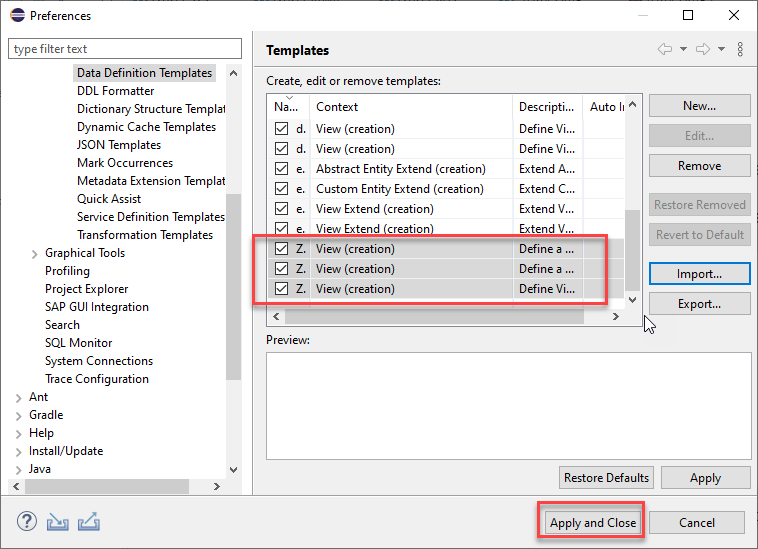 Preferences
type filter text
Data Definition Templates
DDL Formatter
Dictionary Structure Templat
Dynamic Cache Templates
JSON Templates
Mark Occurrences
Metadata Extension Templat
Quick Assist
Service Definition Templates
Transformation Templates
Graphical Tools
Profiling
Project Explorer
SAP GUI Integration
Search
SQL Monitor
System Connections
Trace Configuration
Ant
Gradle
Help
Install/Update
Java
Templates
Create, edit or remove templates:
Na... Context Descripti... Auto In
d. View (creation) Define Vi...
d. View (creation) Define Vi...
e. Abstract Entity Extend (creation) Extend A...
e. Custom Entity Extend (creation) Extend C...
e. View Extend (creation) Extend V...
e. View Extend (creation) Extend V...
Z. View (creation) Define a ...
Z. View (creation) Define a ...
Z. View (creation) Define Vi...
New...
Edit...
Remove
Restore Removed
Revert to Default
Import...
Export...
Preview:
Restore Defaults Apply
? Apply and Close Cancel